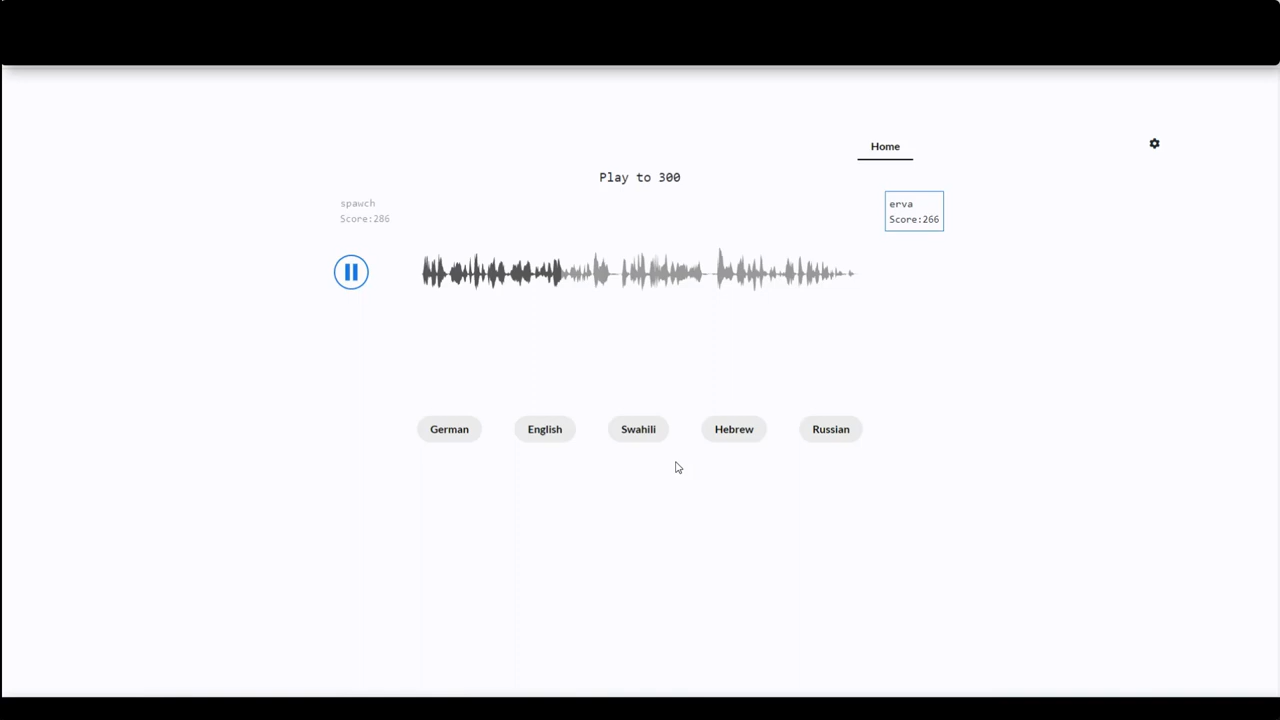 Home
Play to 300
spawch
Score:286
erva
Score:266
German
English
Swahili
Hebrew
Russian